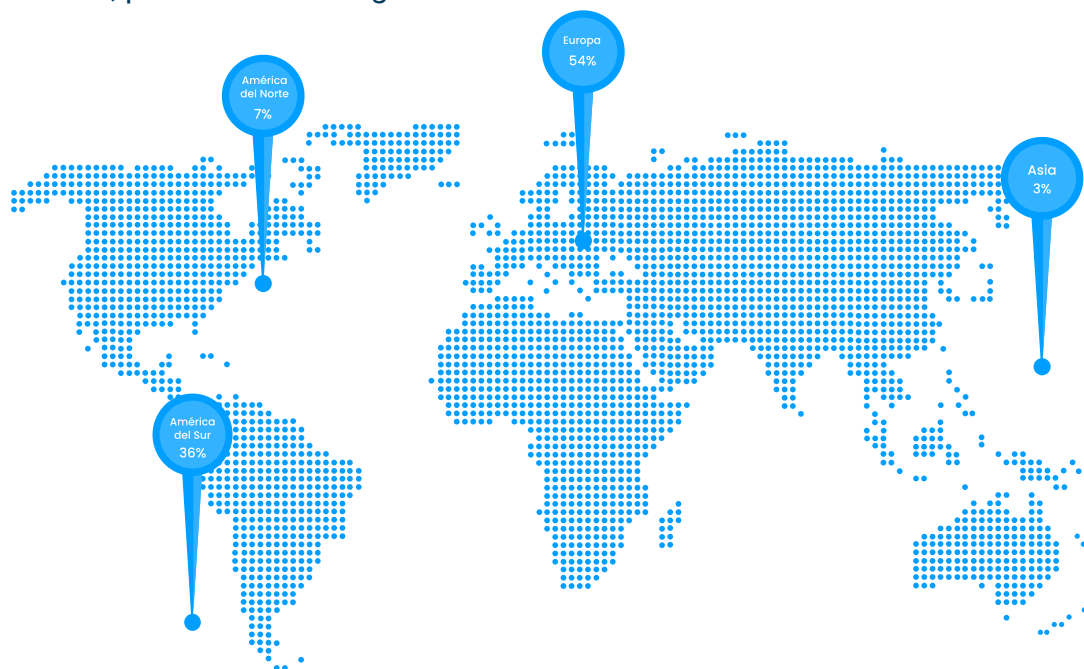 Europa
54%
América
del Norte
7%
Asia
3%
América
del Sur
36%